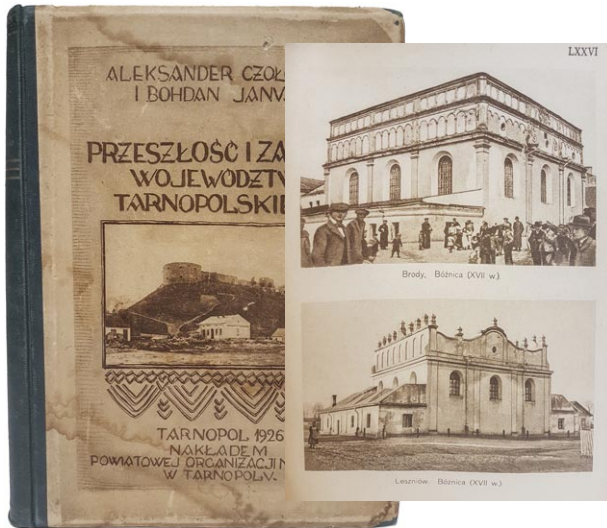 ALEKSANDER CZOŁ
I BOHDAN JANU
PRZESZŁOŚĆ I ZA
WOJEWÓDZTW
TARNOPOLSKIE
TARNOPOL 1926
NAKŁADEM
POWIATOWEJ ORGANIZACJI N
W TARNOPOLU.
LXXVI
Brody. Bóżnica (XVII w.)
Leszniów. Bóżnica (XVII w.)